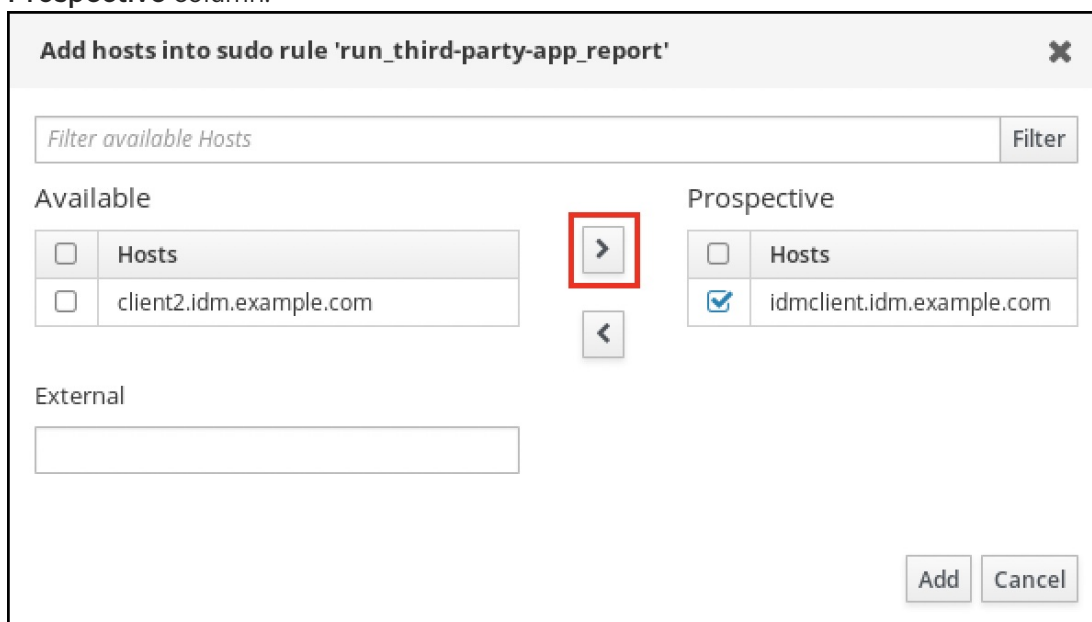 Prospective column.
Add hosts into sudo rule 'run_third-party-app_report'
Filter available Hosts
Filter
Available
Prospective
Hosts
Hosts
client2.idm.example.com
idmclient.idm.example.com
External
Add
Cancel